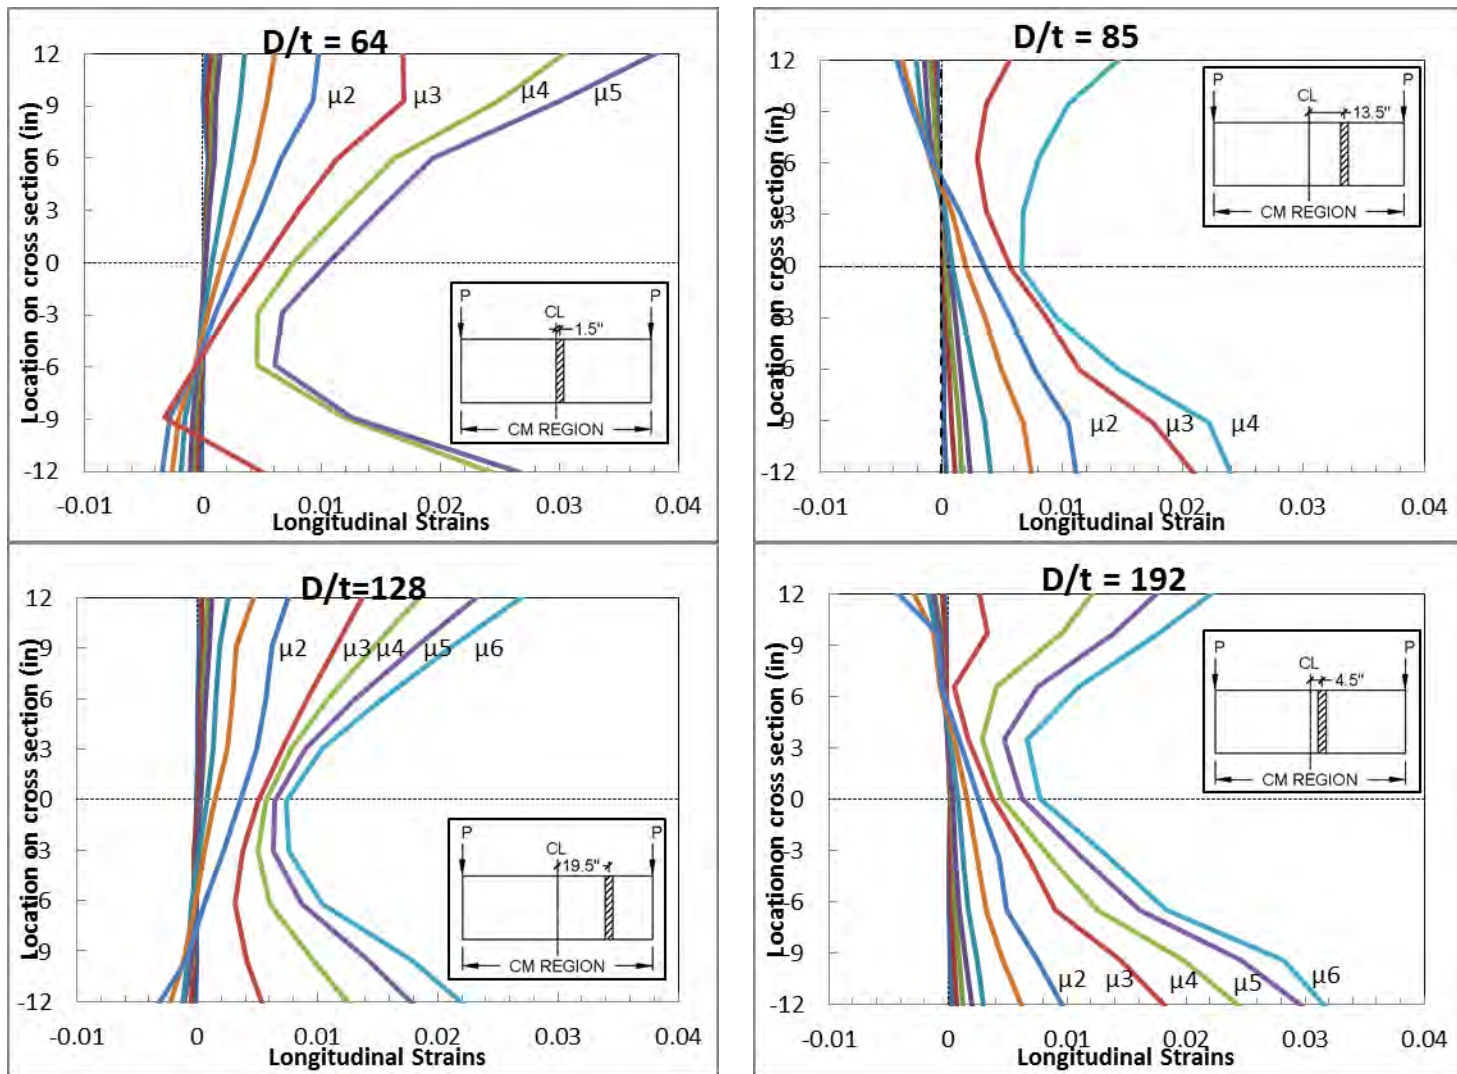 D/t = 64
Location on cross section (in)
12
9
6
3
0
-3
-6
-9
-12
-0.01
0
0.01
0.02
0.03
0.04
Longitudinal Strains
μ2
μ3
μ4
μ5
P
P
CL
1.5"
CM REGION
D/t = 85
Location on cross section (in)
12
9
6
3
0
-3
-6
-9
-12
-0.01
0
0.01
0.02
0.03
0.04
Longitudinal Strain
μ2
μ3
μ4
P
P
CL
13.5"
CM REGION
D/t=128
Location on cross section (in)
12
9
6
3
0
-3
-6
-9
-12
-0.01
0
0.01
0.02
0.03
0.04
Longitudinal Strains
μ2
μ3
μ4
μ5
μ6
P
P
CL
19.5"
CM REGION
D/t = 192
Locationon cross section (in)
12
9
6
3
0
-3
-6
-9
-12
-0.01
0
0.01
0.02
0.03
0.04
Longitudinal Strains
μ2
μ3
μ4
μ5
μ6
P
P
CL
4.5"
CM REGION